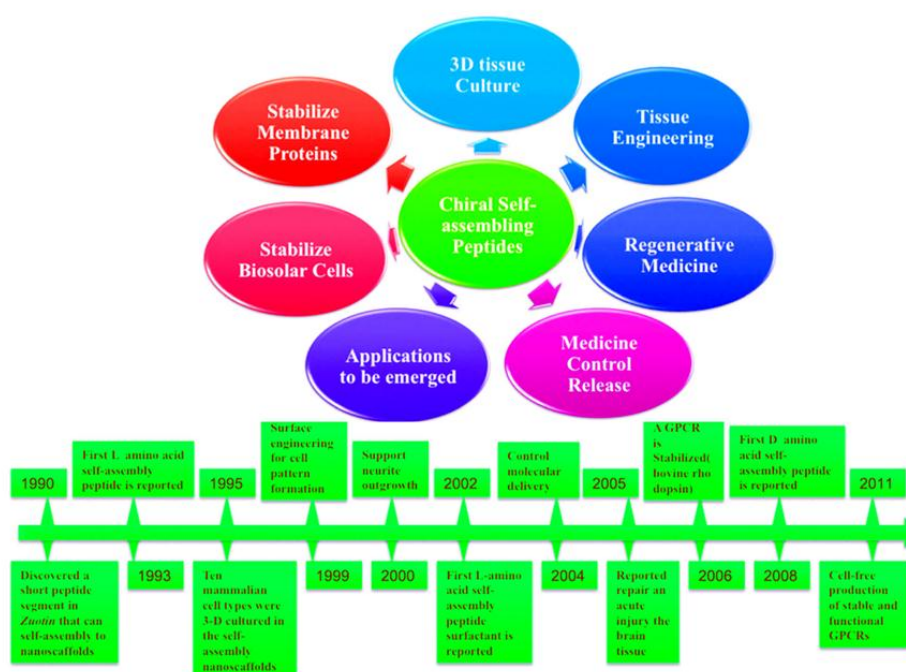 3D tissue
Culture
Stabilize
Membrane
Proteins
Tissue
Engineering
Chiral Self-
assembling
Peptides
Stabilize
Biosolar Cells
Regenerative
Medicine
Applications
to be emerged
Medicine
Control
Release
1990
First L amino acid
self-assembly
peptide is reported
1995
Surface
engineering
for cell
pattern
formation
Support
neurite
outgrowth
2002
Control
molecular
delivery
2005
A GPCR
is
Stabilized(
bovine rho
dopsin)
First D amino
acid self-
assembly peptide
is reported
2011
Discovered a
short peptide
segment in
Zuotin that can
self-assembly to
nanoscaffolds
1993
Ten
mammalian
cell types were
3-D cultured in
the self-
assembly
nanoscaffolds
1999
2000
First L-amino
acid self-
assembly
peptide
surfactant is
reported
2004
Reported
repair an
acute
injury the
brain
tissue
2006
2008
Cell-free
production
of stable and
functional
GPCRs